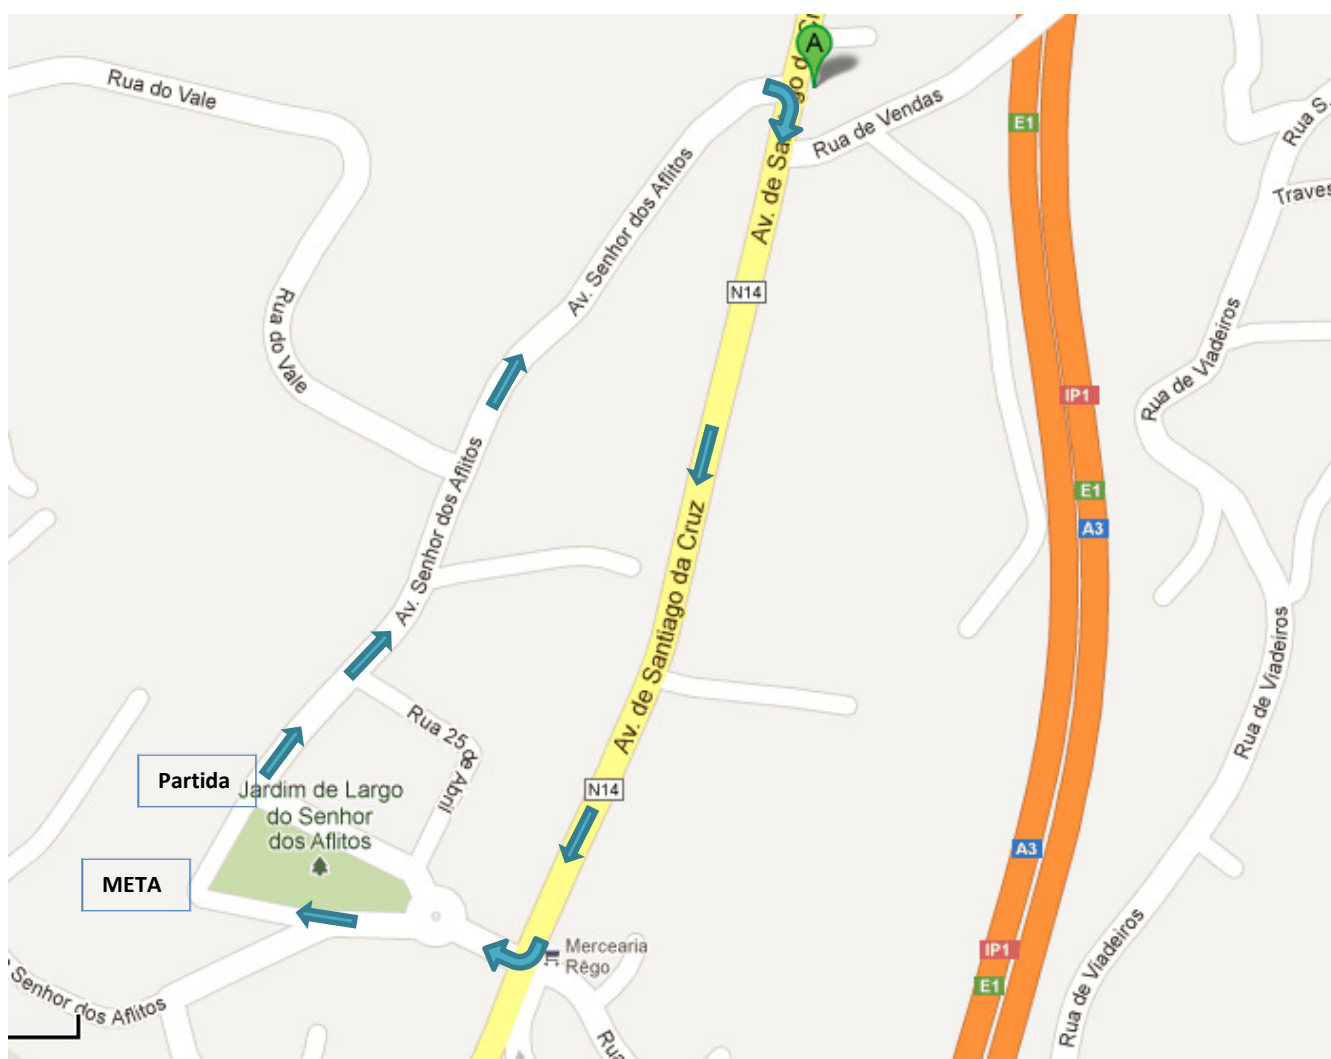 A
Rua do Vale
Rua de Vendas
E1
Rua S.
Traves
Av. Senhor dos Aflitos
Av. de Sa
go d
N14
Rua do Vale
Rua de Viadeiros
IP1
Av. Senhor dos Aflitos
E1
A3
Av. de Santiago da Cruz
Rua de Viadeiros
Rua 25 de Abril
Partida
Jardim de Largo
do Senhor
dos Aflitos
N14
META
A3
Mercearia
Rêgo
IP1
E1
Senhor dos Aflitos
Rua de Viadeiros
Rua